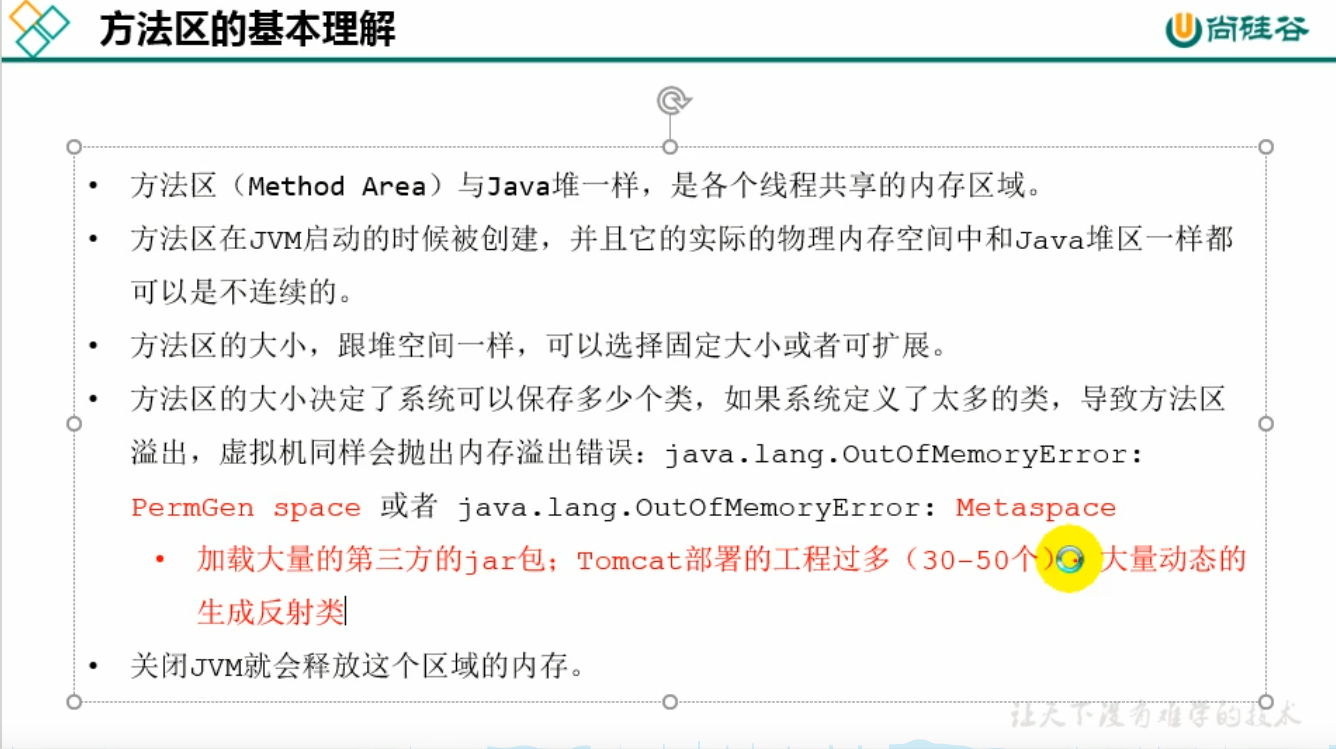 方法区的基本理解
尚硅谷
• 方法区（Method Area）与Java堆一样，是各个线程共享的内存区域。
• 方法区在JVM启动的时候被创建，并且它的实际的物理内存空间中和Java堆区一样都
可以是不连续的。
• 方法区的大小，跟堆空间一样，可以选择固定大小或者可扩展。
• 方法区的大小决定了系统可以保存多少个类，如果系统定义了太多的类，导致方法区
溢出，虚拟机同样会抛出内存溢出错误：java.lang.OutOfMemoryError:
PermGen space 或者 java.lang.OutOfMemoryError: Metaspace
• 加载大量的第三方的jar包；Tomcat部署的工程过多（30-50个） 大量动态的
生成反射类
• 关闭JVM就会释放这个区域的内存。
让天下没有难学的技术